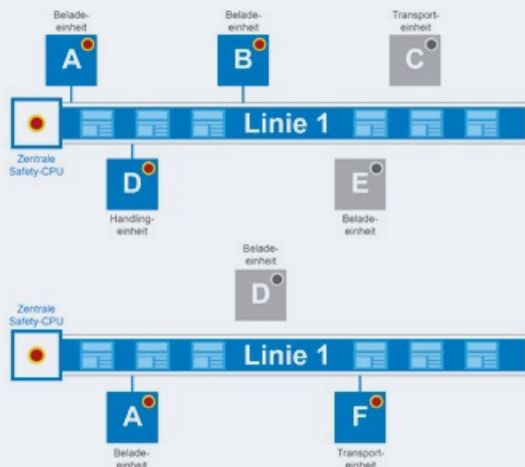 Belade-
einheit
Belade-
einheit
Transport-
einheit
A
B
C
Linie 1
Zentrale
Safety-CPU
D
E
Handling-
einheit
Belade-
einheit
Belade-
einheit
D
Zentrale
Safety-CPU
Linie 1
A
F
Belade-
einheit
Transport-
einheit